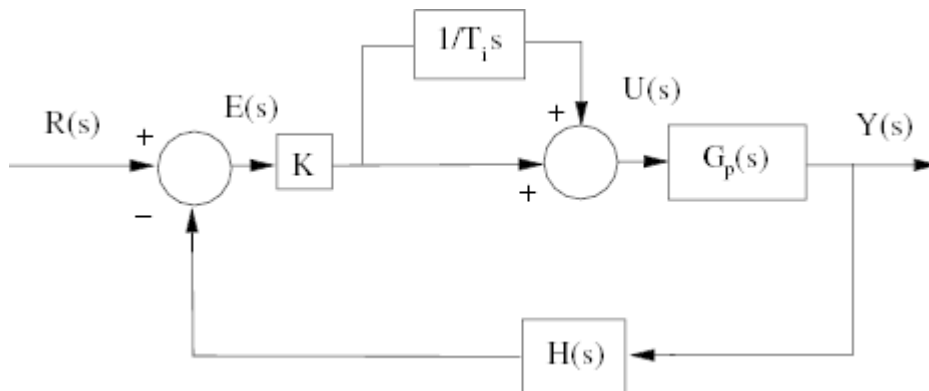 1/T_i s
R(s)
+
−
E(s)
K
+
+
U(s)
G_p(s)
Y(s)
H(s)